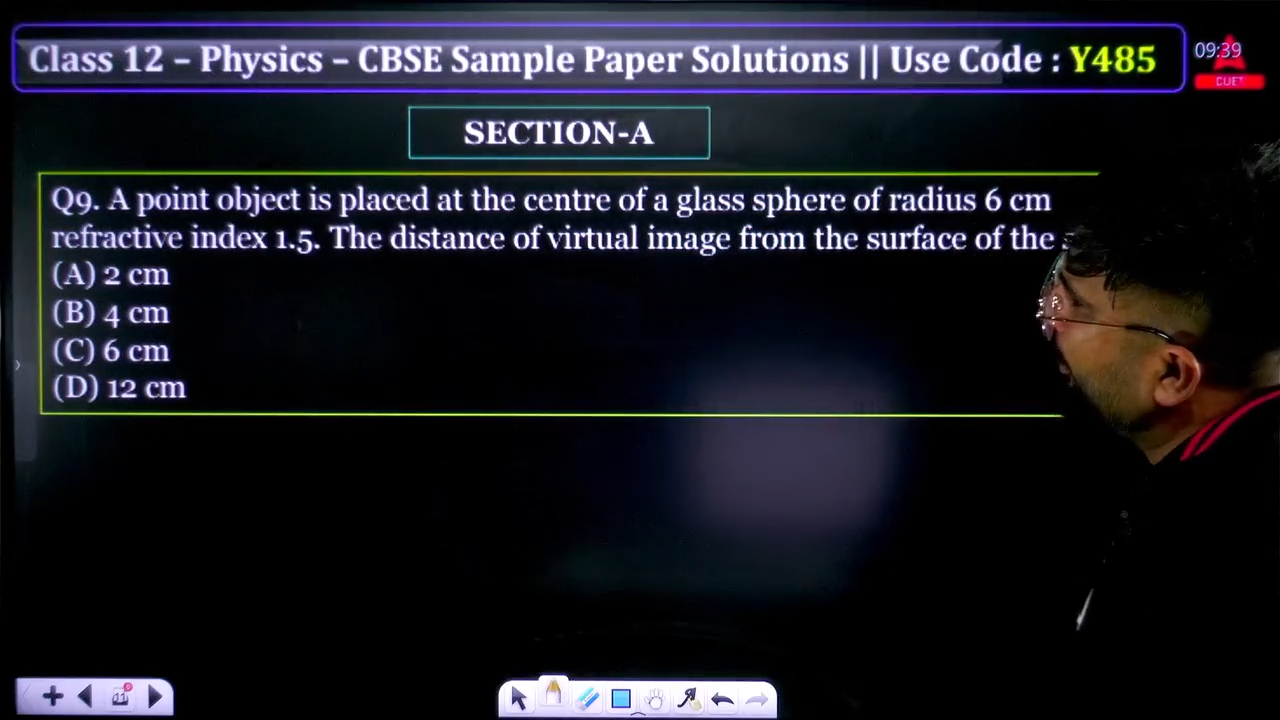 Class 12 – Physics – CBSE Sample Paper Solutions || Use Code : Y485
09:39
CUET
SECTION-A
Q9. A point object is placed at the centre of a glass sphere of radius 6 cm
refractive index 1.5. The distance of virtual image from the surface of the
(A) 2 cm
(B) 4 cm
(C) 6 cm
(D) 12 cm
11